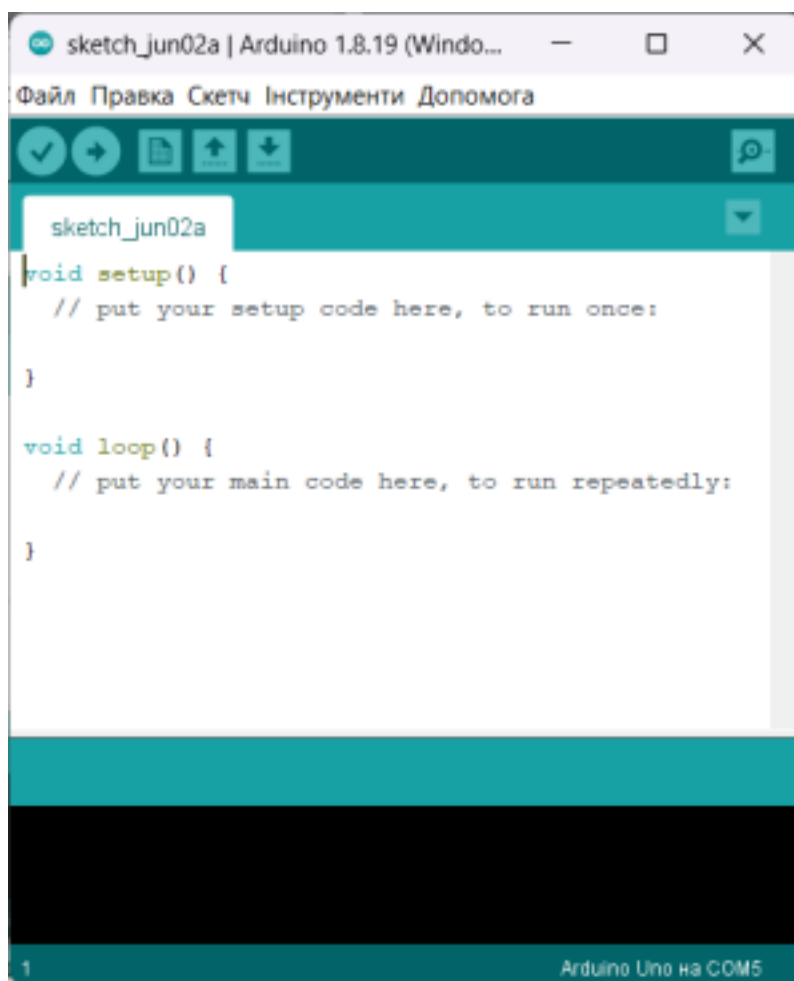 sketch_jun02a | Arduino 1.8.19 (Windo...
Файл Правка Скетч Інструменти Допомога
sketch_jun02a
void setup() {
  // put your setup code here, to run once:
}
void loop() {
  // put your main code here, to run repeatedly:
}
1
Arduino Uno на COM5